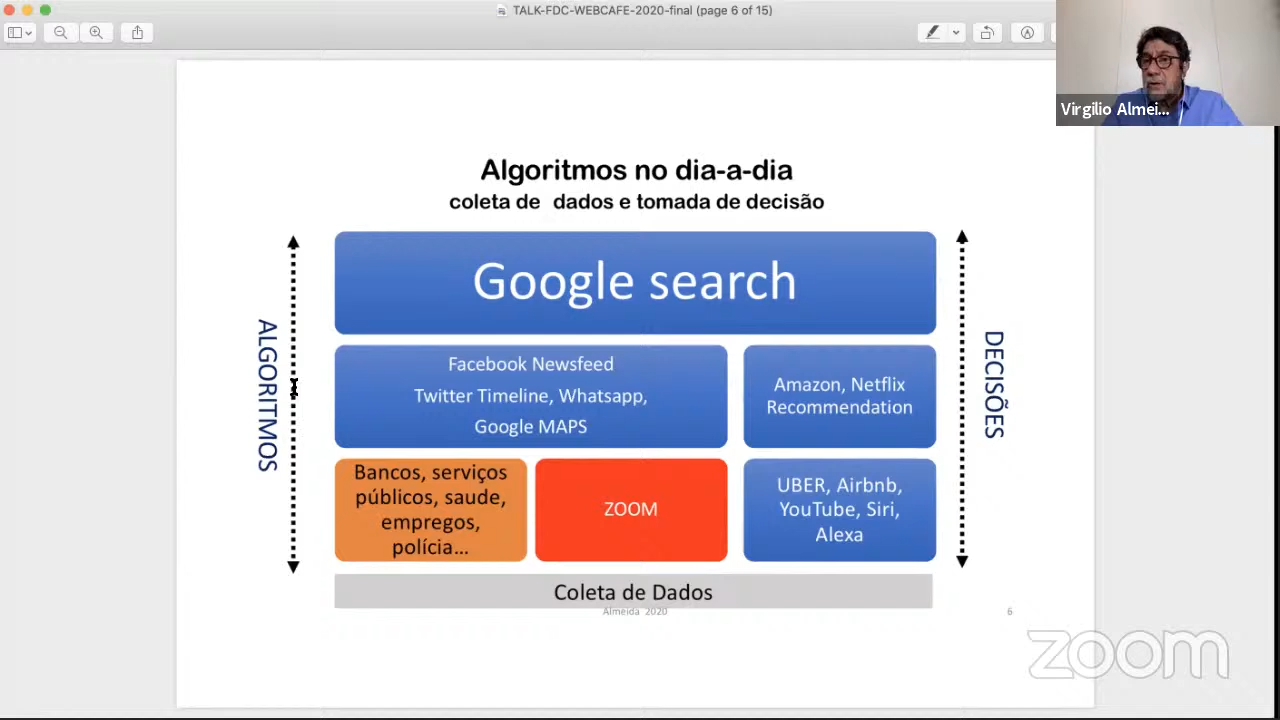 TALK-FDC-WEBCAFE-2020-final (page 6 of 15)
Virgilio Almei...
Algoritmos no dia-a-dia
coleta de dados e tomada de decisão
ALGORITMOS
Google search
DECISÕES
Facebook Newsfeed
Twitter Timeline, Whatsapp,
Google MAPS
Amazon, Netflix
Recommendation
Bancos, serviços
públicos, saude,
empregos,
polícia...
ZOOM
UBER, Airbnb,
YouTube, Siri,
Alexa
Coleta de Dados
Almeida 2020
6
zoom